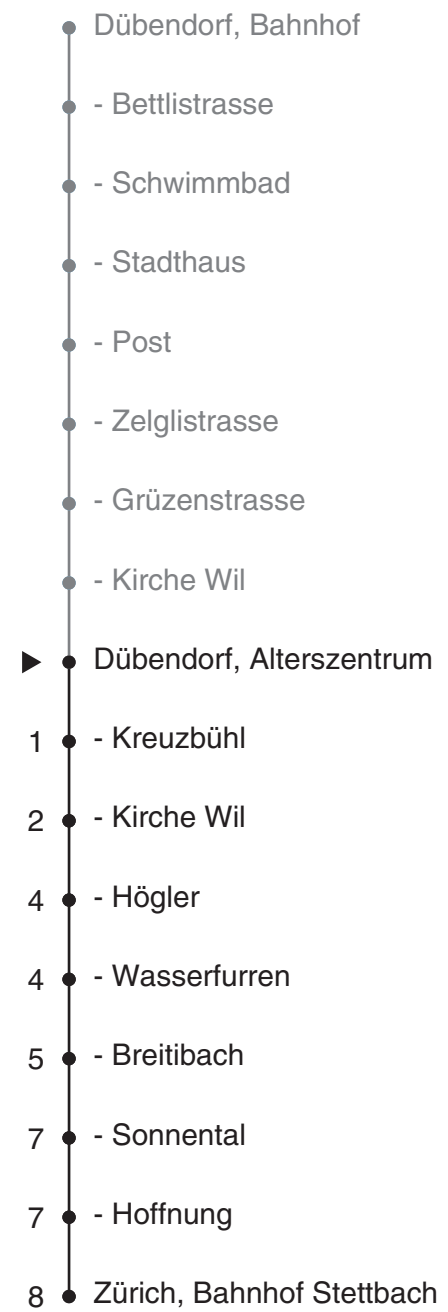 Dübendorf, Bahnhof
- Bettlistrasse
- Schwimmbad
- Stadthaus
- Post
- Zelglistrasse
- Grüzenstrasse
- Kirche Wil
Dübendorf, Alterszentrum
1 - Kreuzbühl
2 - Kirche Wil
4 - Högler
4 - Wasserfurren
5 - Breitibach
7 - Sonnental
7 - Hoffnung
8 Zürich, Bahnhof Stettbach